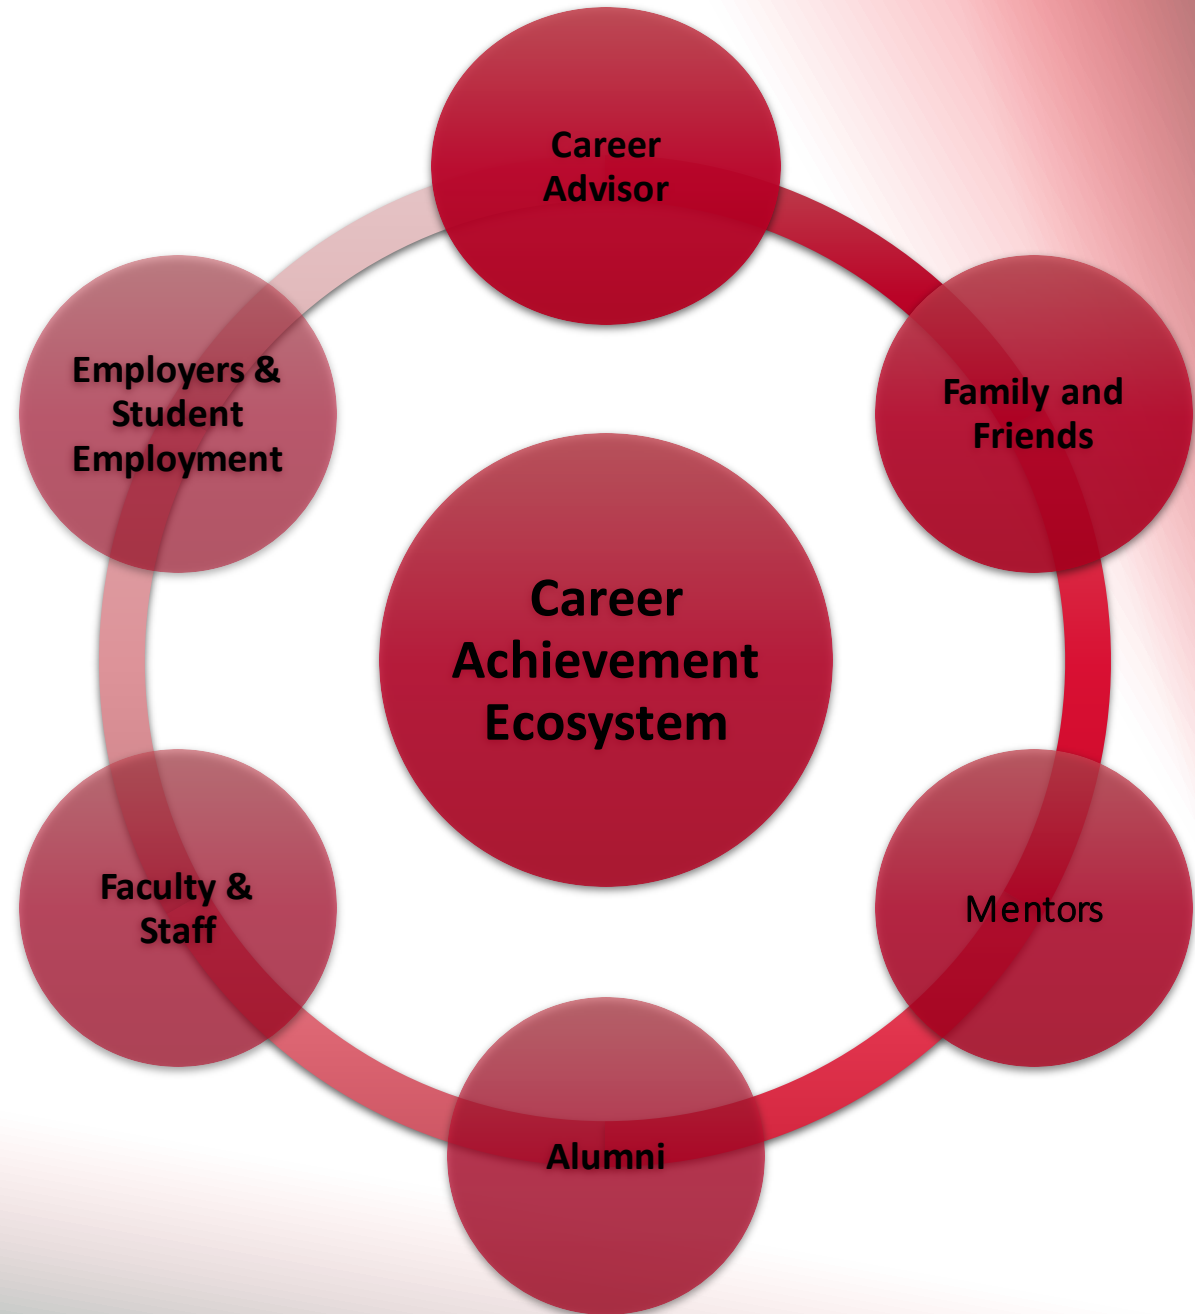 Career
Advisor
Family and
Friends
Mentors
Alumni
Faculty &
Staff
Employers &
Student
Employment
Career
Achievement
Ecosystem